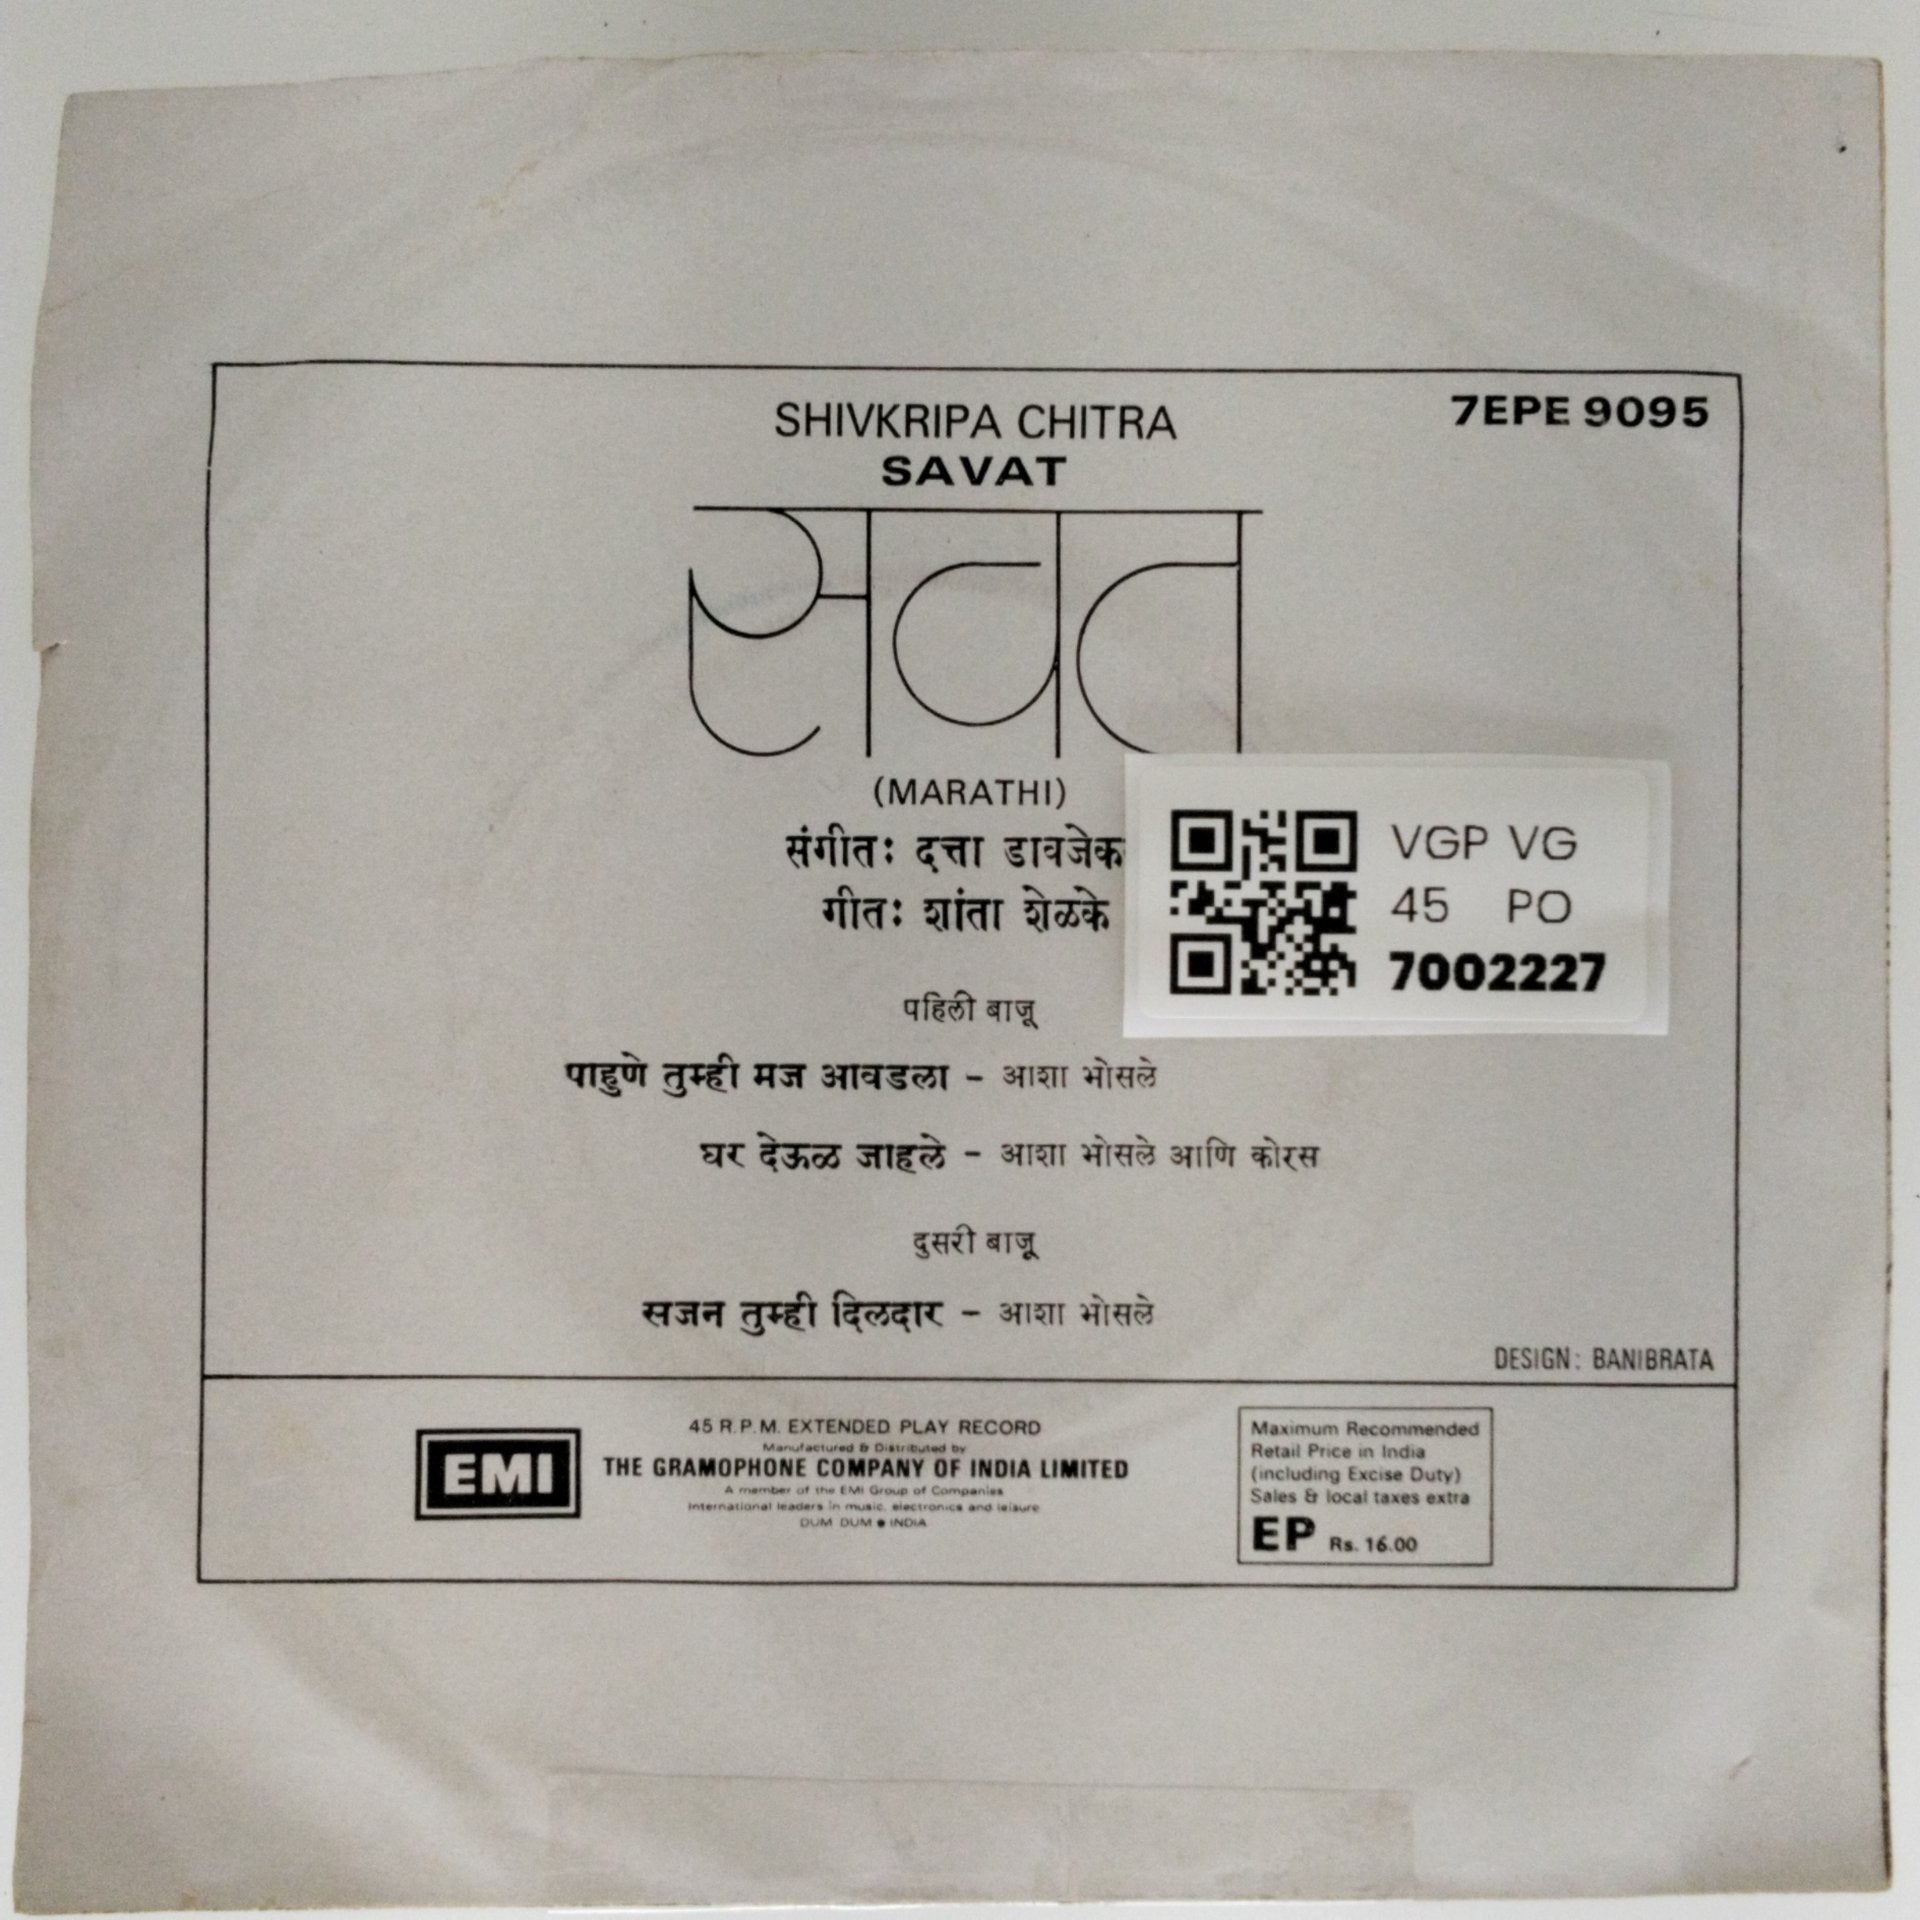 SHIVKRIPA CHITRA
7EPE 9095
SAVAT
सवत
(MARATHI)
संगीतः दत्ता डावजेक
गीतः शांता शेळके
VGP VG
45 PO
7002227
पहिली बाजू
पाहुणे तुम्ही मज आवडला - आशा भोसले
घर देऊळ जाहले - आशा भोसले आणि कोरस
दुसरी बाजू
सजन तुम्ही दिलदार - आशा भोसले
DESIGN: BANIBRATA
EMI
45 R.P.M. EXTENDED PLAY RECORD
Manufactured & Distributed by
THE GRAMOPHONE COMPANY OF INDIA LIMITED
A member of the EMI Group of Companies
International leaders in music, electronics and leisure
DUM DUM ● INDIA
Maximum Recommended
Retail Price in India
(including Excise Duty)
Sales & local taxes extra
EP Rs. 16.00